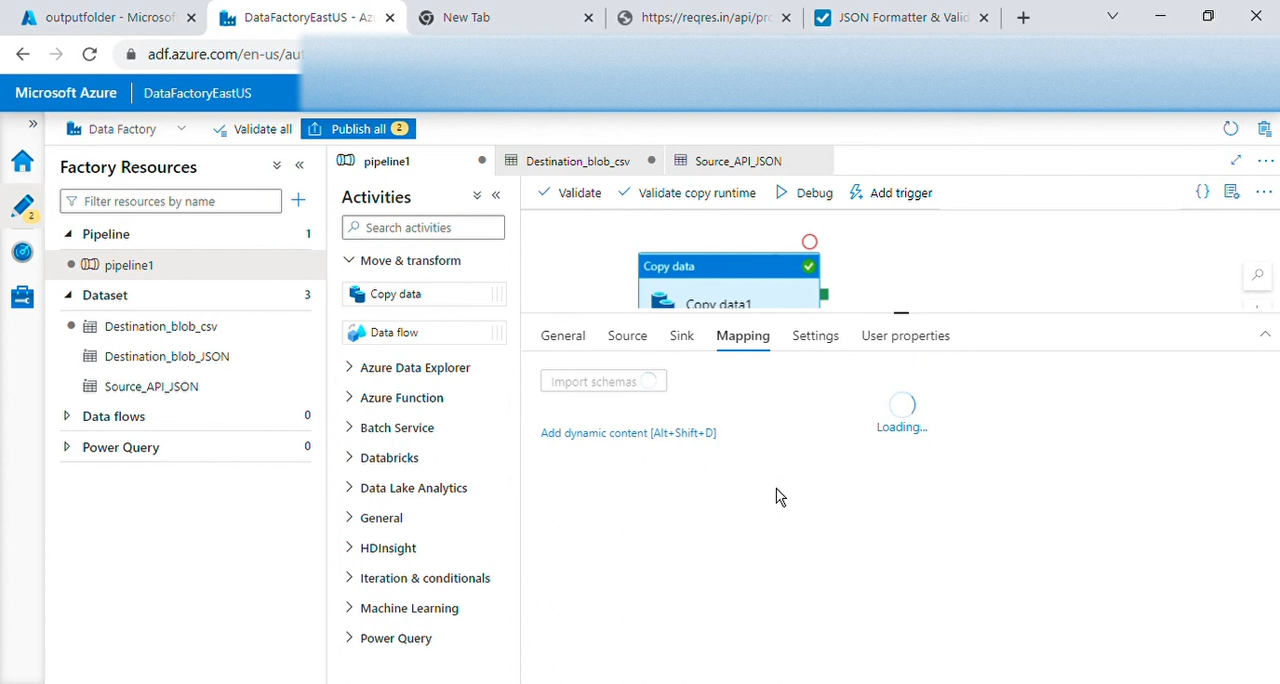 outputfolder - Microsof
DataFactoryEastUS - Az
New Tab
https://reqres.in/api/pro
JSON Formatter & Valid
adf.azure.com/en-us/aut
Microsoft Azure
DataFactoryEastUS
Data Factory
Validate all
Publish all
2
Factory Resources
pipeline1
Destination_blob_csv
Source_API_JSON
Filter resources by name
2
Activities
Validate
Validate copy runtime
Debug
Add trigger
Search activities
Pipeline
1
pipeline1
Dataset
3
Destination_blob_csv
Destination_blob_JSON
Source_API_JSON
Data flows
0
Power Query
0
Move & transform
Copy data
Data flow
Azure Data Explorer
Azure Function
Batch Service
Databricks
Data Lake Analytics
General
HDInsight
Iteration & conditionals
Machine Learning
Power Query
Copy data
Copy data1
General
Source
Sink
Mapping
Settings
User properties
Import schemas
Loading...
Add dynamic content [Alt+Shift+D]